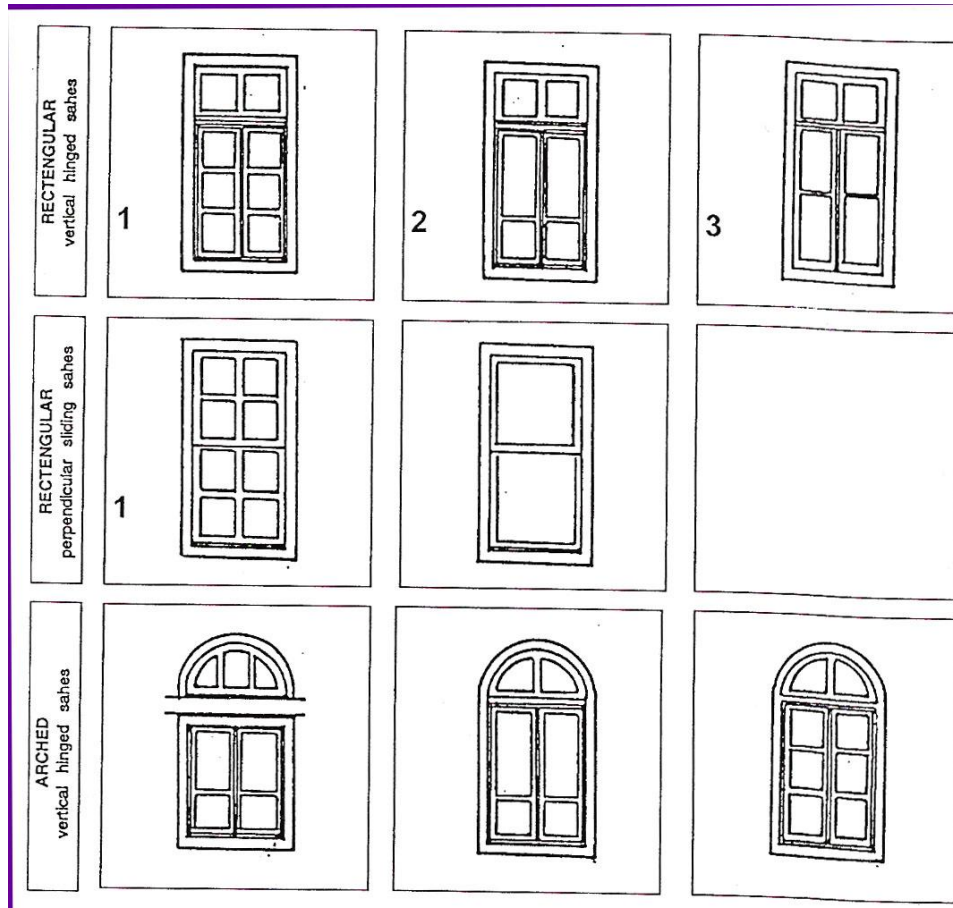 RECTENGULAR
vertical hinged sahes
1
2
3
RECTENGULAR
perpendicular sliding sahes
1
ARCHED
vertical hinged sahes